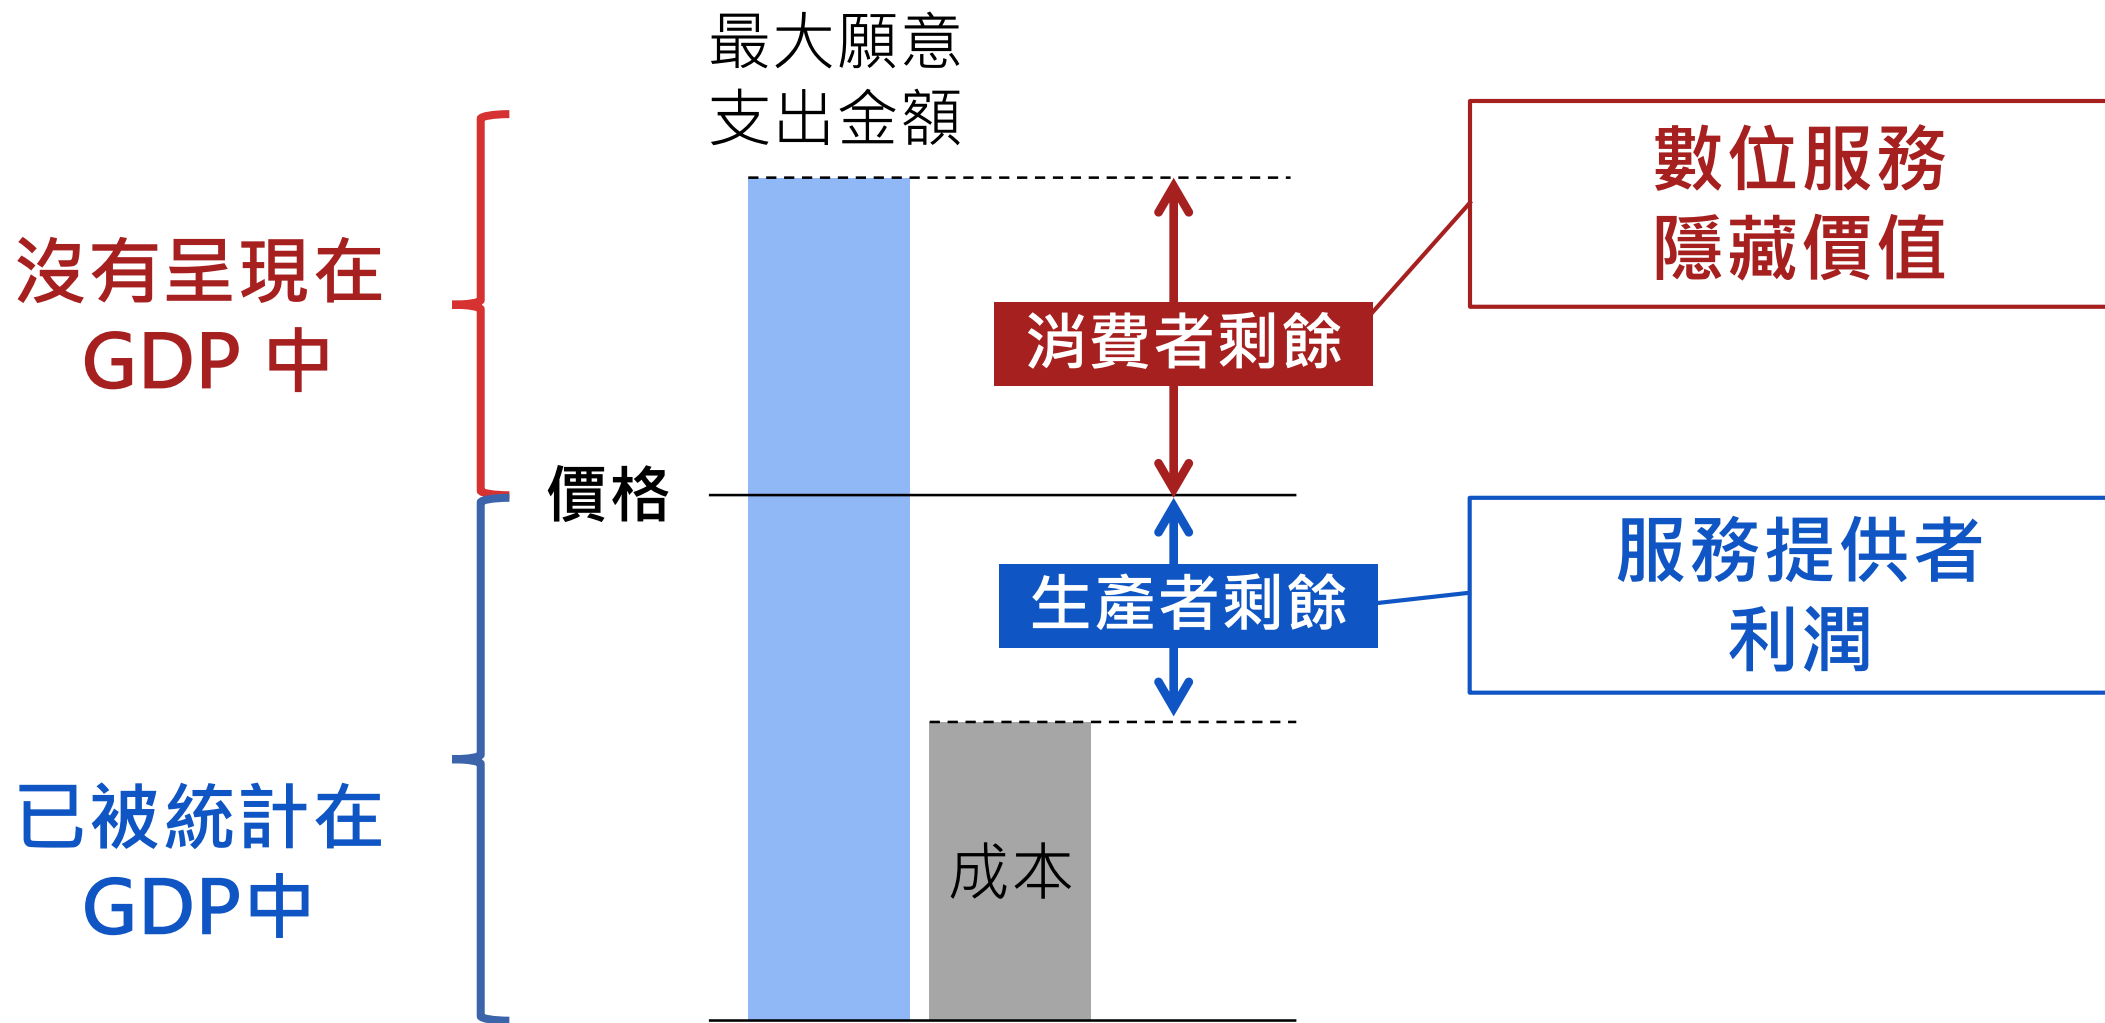 最大願意
支出金額
數位服務
隱藏價值
沒有呈現在
GDP 中
消費者剩餘
價格
服務提供者
利潤
生產者剩餘
已被統計在
GDP中
成本